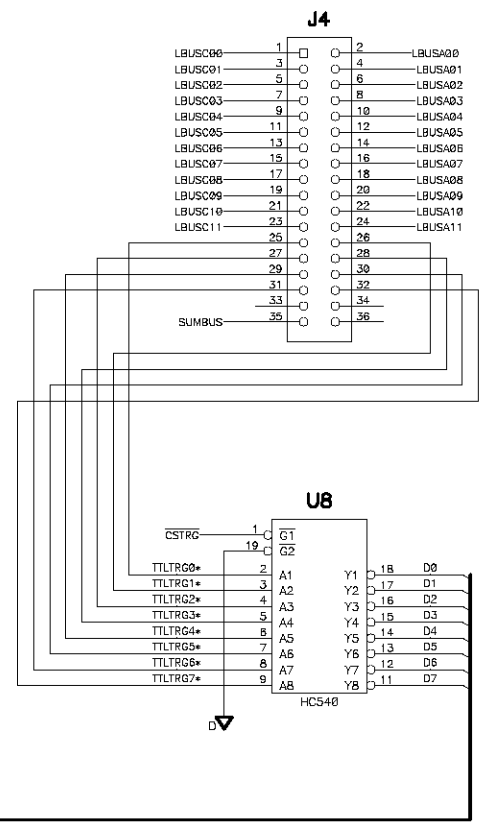 J4
LBUSC00 1 2 LBUSA00
LBUSC01 3 4 LBUSA01
LBUSC02 5 6 LBUSA02
LBUSC03 7 8 LBUSA03
LBUSC04 9 10 LBUSA04
LBUSC05 11 12 LBUSA05
LBUSC06 13 14 LBUSA06
LBUSC07 15 16 LBUSA07
LBUSC08 17 18 LBUSA08
LBUSC09 19 20 LBUSA09
LBUSC10 21 22 LBUSA10
LBUSC11 23 24 LBUSA11
25 26
27 28
29 30
31 32
33 34
SUMBUS 35 36
U8
CSTRG 1 G1
19 G2
TTLTRG0* 2 A1 Y1 18 D0
TTLTRG1* 3 A2 Y2 17 D1
TTLTRG2* 4 A3 Y3 16 D2
TTLTRG3* 5 A4 Y4 15 D3
TTLTRG4* 6 A5 Y5 14 D4
TTLTRG5* 7 A6 Y6 13 D5
TTLTRG6* 8 A7 Y7 12 D6
TTLTRG7* 9 A8 Y8 11 D7
HC540
D